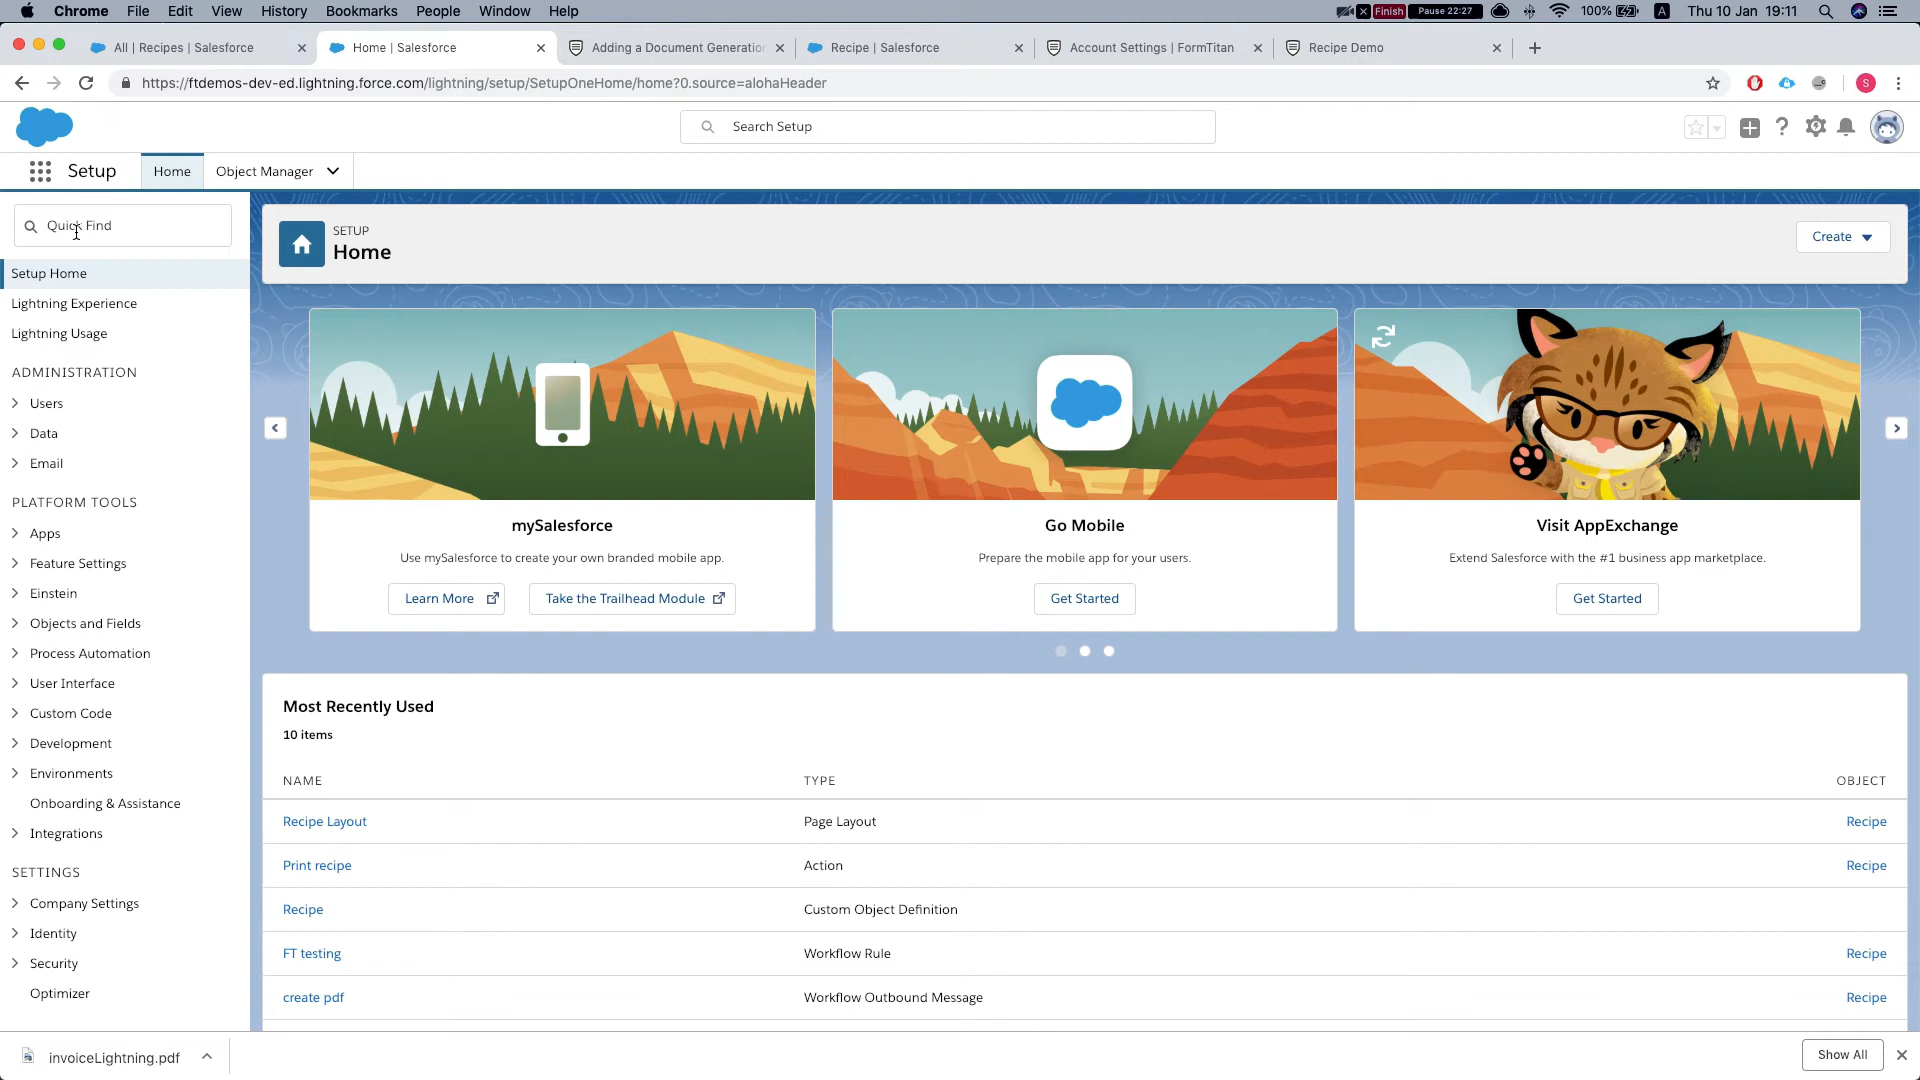 Chrome File Edit View History Bookmarks People Window Help Finish Pause 22:27 100% A Thu 10 Jan 19:11
All | Recipes | Salesforce Home | Salesforce Adding a Document Generation Recipe | Salesforce Account Settings | FormTitan Recipe Demo
https://ftdemos-dev-ed.lightning.force.com/lightning/setup/SetupOneHome/home?0.source=alohaHeader S
Search Setup
Setup Home Object Manager
Quick Find
Setup Home
Lightning Experience
Lightning Usage
ADMINISTRATION
Users
Data
Email
PLATFORM TOOLS
Apps
Feature Settings
Einstein
Objects and Fields
Process Automation
User Interface
Custom Code
Development
Environments
Onboarding & Assistance
Integrations
SETTINGS
Company Settings
Identity
Security
Optimizer
SETUP
Home
Create
mySalesforce
Use mySalesforce to create your own branded mobile app.
Learn More Take the Trailhead Module
Go Mobile
Prepare the mobile app for your users.
Get Started
Visit AppExchange
Extend Salesforce with the #1 business app marketplace.
Get Started
Most Recently Used
10 items
NAME TYPE OBJECT
Recipe Layout Page Layout Recipe
Print recipe Action Recipe
Recipe Custom Object Definition
FT testing Workflow Rule Recipe
create pdf Workflow Outbound Message Recipe
invoiceLightning.pdf Show All